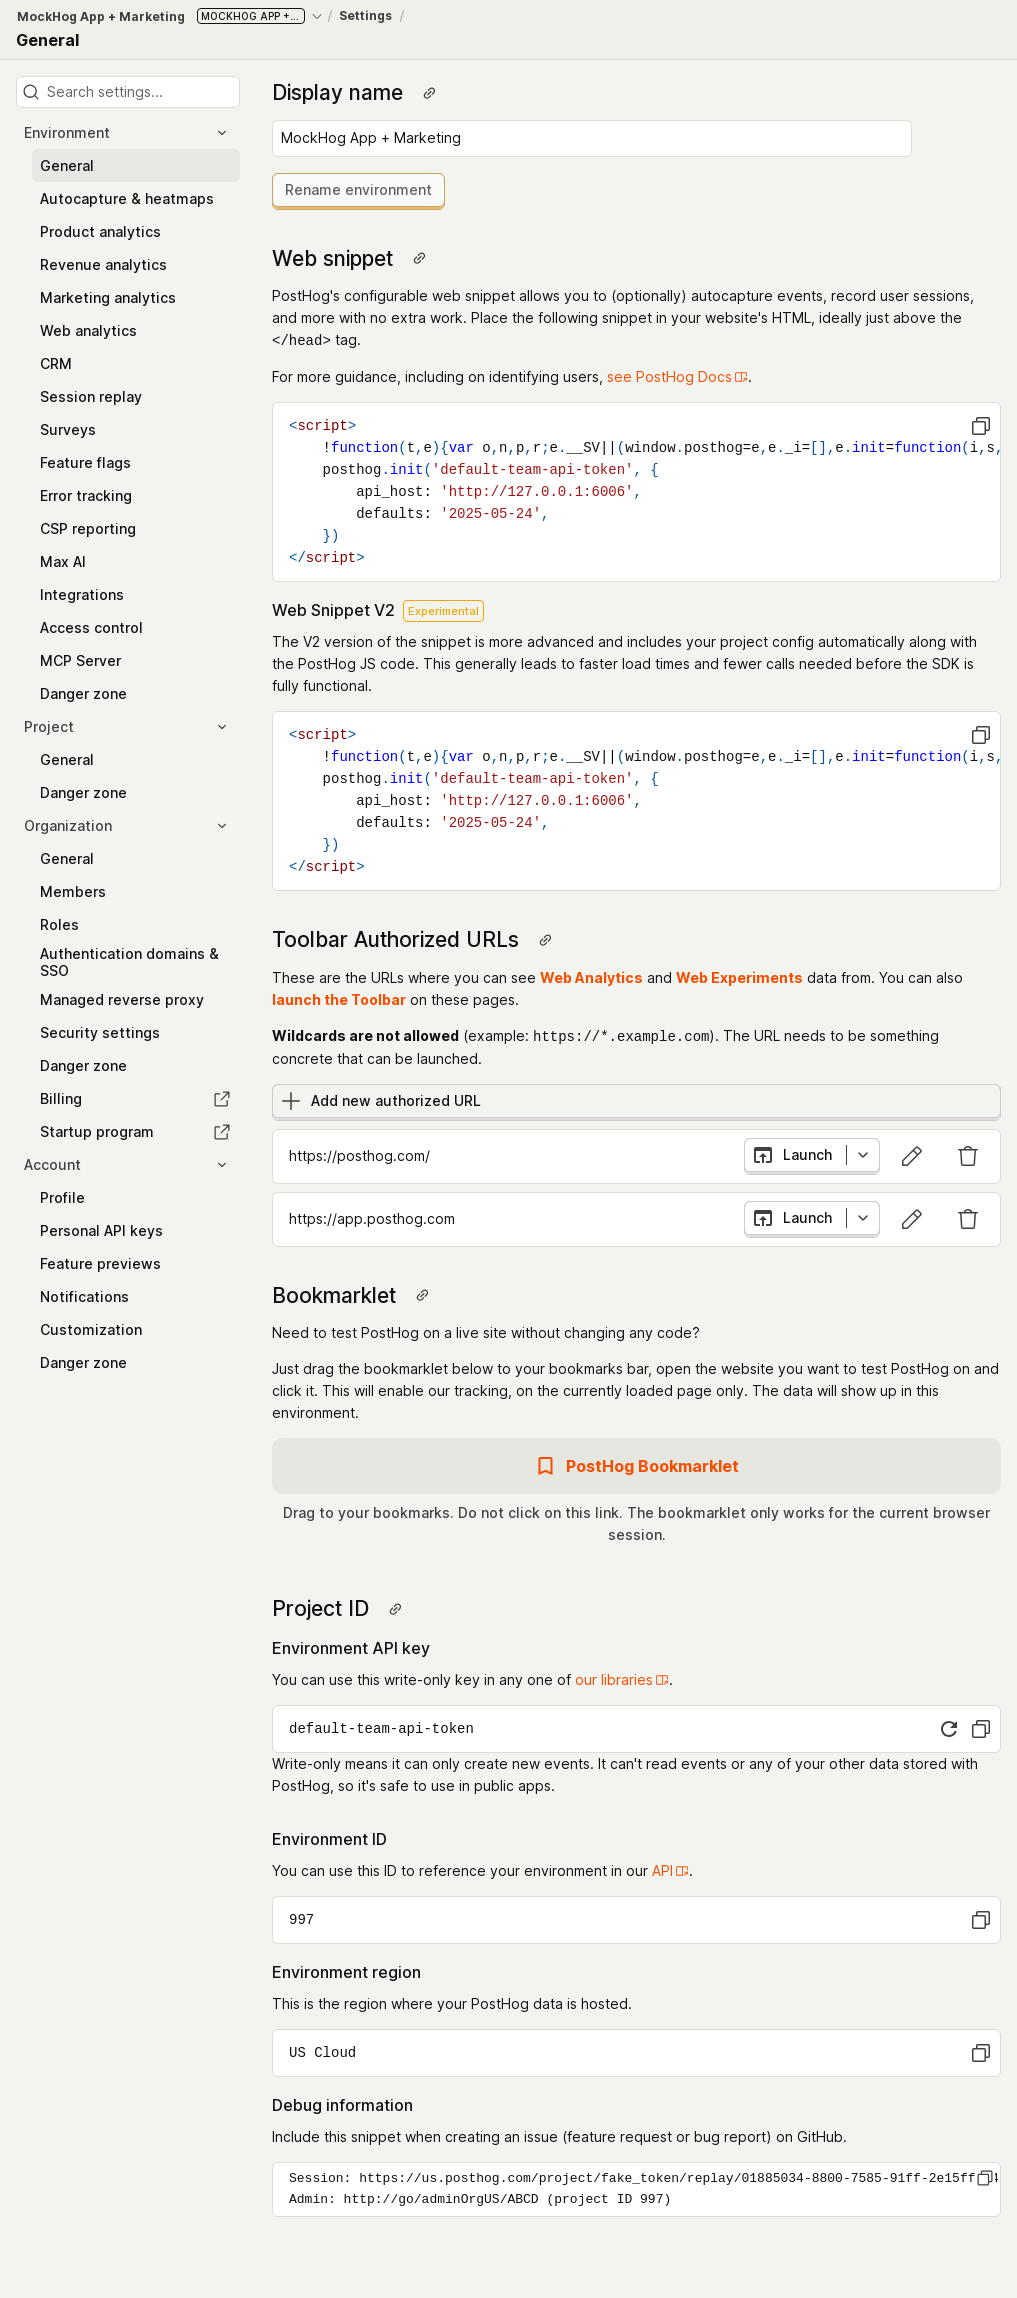 MockHog App + Marketing MOCKHOG APP +... / Settings /
General
Search settings...
Environment
General
Autocapture & heatmaps
Product analytics
Revenue analytics
Marketing analytics
Web analytics
CRM
Session replay
Surveys
Feature flags
Error tracking
CSP reporting
Max AI
Integrations
Access control
MCP Server
Danger zone
Project
General
Danger zone
Organization
General
Members
Roles
Authentication domains &
SSO
Managed reverse proxy
Security settings
Danger zone
Billing
Startup program
Account
Profile
Personal API keys
Feature previews
Notifications
Customization
Danger zone
Display name
MockHog App + Marketing
Rename environment
Web snippet
PostHog's configurable web snippet allows you to (optionally) autocapture events, record user sessions,
and more with no extra work. Place the following snippet in your website's HTML, ideally just above the
</head> tag.
For more guidance, including on identifying users, see PostHog Docs.
<script>
!function(t,e){var o,n,p,r;e.__SV||(window.posthog=e,e._i=[],e.init=function(i,s,
posthog.init('default-team-api-token', {
api_host: 'http://127.0.0.1:6006',
defaults: '2025-05-24',
})
</script>
Web Snippet V2 Experimental
The V2 version of the snippet is more advanced and includes your project config automatically along with
the PostHog JS code. This generally leads to faster load times and fewer calls needed before the SDK is
fully functional.
<script>
!function(t,e){var o,n,p,r;e.__SV||(window.posthog=e,e._i=[],e.init=function(i,s,
posthog.init('default-team-api-token', {
api_host: 'http://127.0.0.1:6006',
defaults: '2025-05-24',
})
</script>
Toolbar Authorized URLs
These are the URLs where you can see Web Analytics and Web Experiments data from. You can also
launch the Toolbar on these pages.
Wildcards are not allowed (example: https://*.example.com). The URL needs to be something
concrete that can be launched.
Add new authorized URL
https://posthog.com/ Launch
https://app.posthog.com Launch
Bookmarklet
Need to test PostHog on a live site without changing any code?
Just drag the bookmarklet below to your bookmarks bar, open the website you want to test PostHog on and
click it. This will enable our tracking, on the currently loaded page only. The data will show up in this
environment.
PostHog Bookmarklet
Drag to your bookmarks. Do not click on this link. The bookmarklet only works for the current browser
session.
Project ID
Environment API key
You can use this write-only key in any one of our libraries.
default-team-api-token
Write-only means it can only create new events. It can't read events or any of your other data stored with
PostHog, so it's safe to use in public apps.
Environment ID
You can use this ID to reference your environment in our API.
997
Environment region
This is the region where your PostHog data is hosted.
US Cloud
Debug information
Include this snippet when creating an issue (feature request or bug report) on GitHub.
Session: https://us.posthog.com/project/fake_token/replay/01885034-8800-7585-91ff-2e15ff
Admin: http://go/adminOrgUS/ABCD (project ID 997)